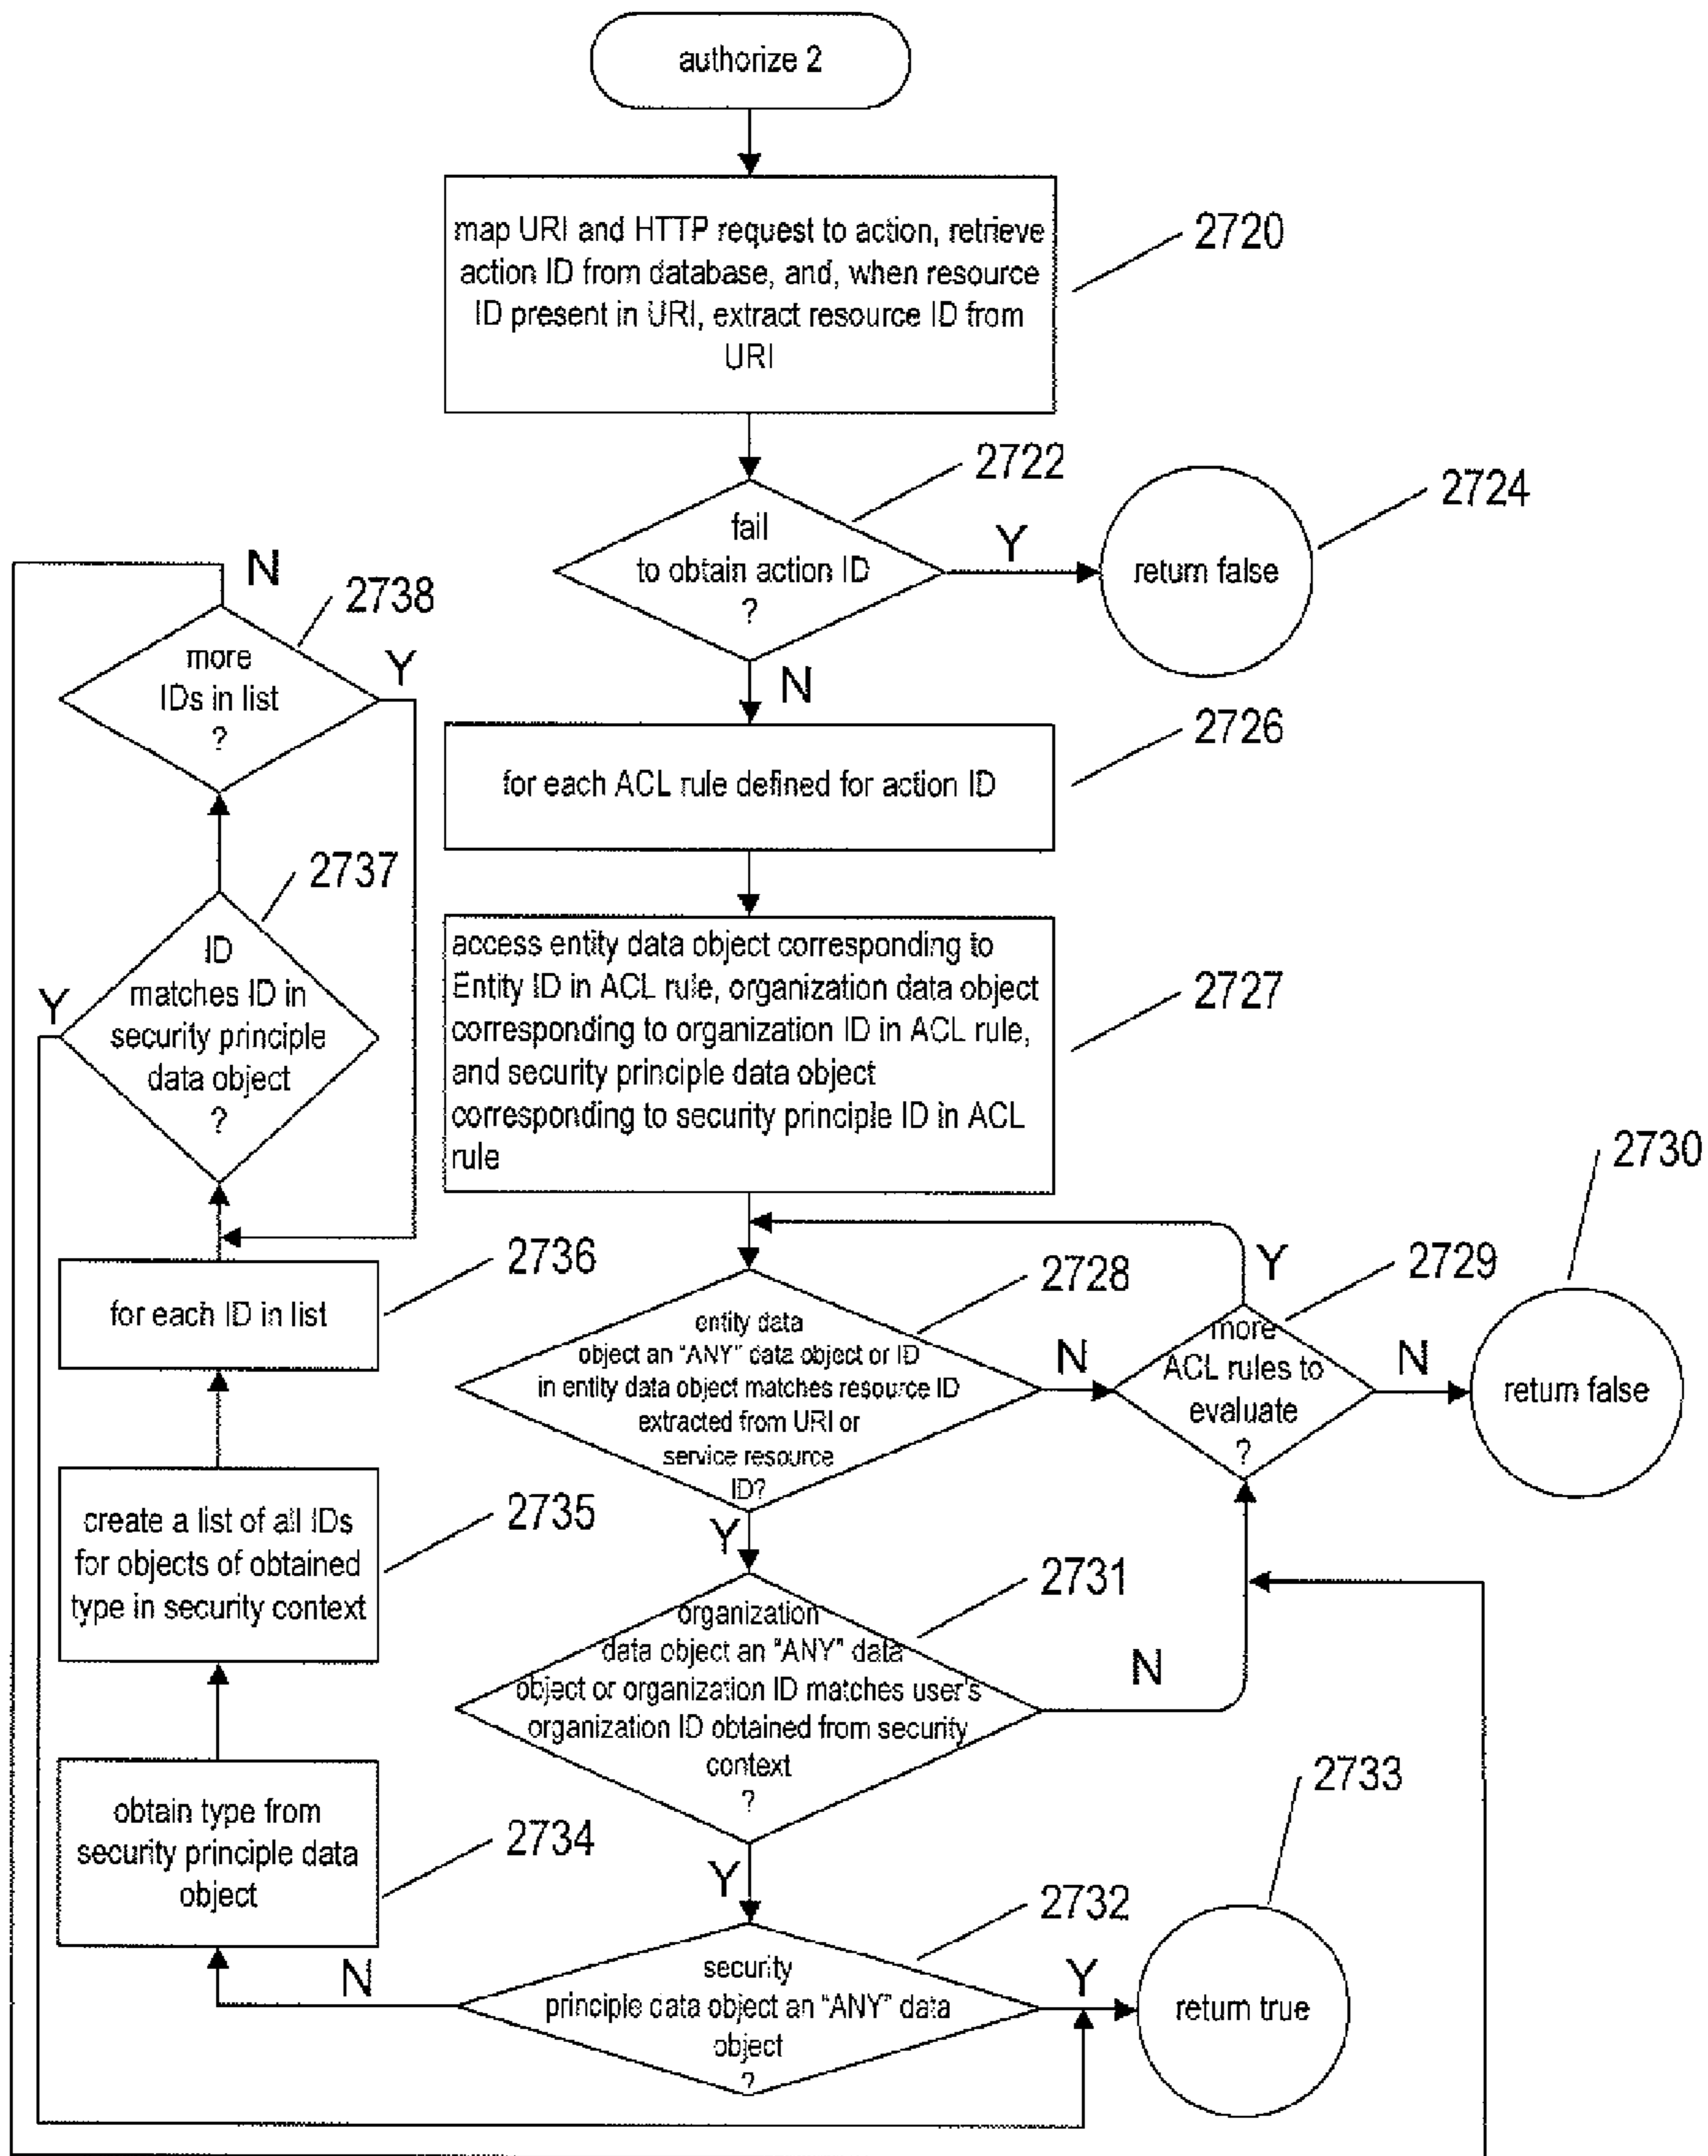 authorize 2
map URI and HTTP request to action, retrieve
action ID from database, and, when resource
ID present in URI, extract resource ID from
URI
2720
fail
to obtain action ID
?
2722
Y
return false
2724
N
for each ACL rule defined for action ID
2726
access entity data object corresponding to
Entity ID in ACL rule, organization data object
corresponding to organization ID in ACL rule,
and security principle data object
corresponding to security principle ID in ACL
rule
2727
entity data
object an "ANY" data object or ID
in entity data object matches resource ID
extracted from URI or
service resource
ID?
2728
N
more
ACL rules to
evaluate
?
2729
Y
N
return false
2730
Y
organization
data object an "ANY" data
object or organization ID matches user's
organization ID obtained from security
context
?
2731
N
Y
security
principle data object an "ANY" data
object
?
2732
Y
return true
2733
N
obtain type from
security principle data
object
2734
create a list of all IDs
for objects of obtained
type in security context
2735
for each ID in list
2736
ID
matches ID in
security principle
data object
?
2737
Y
more
IDs in list
?
2738
Y
N